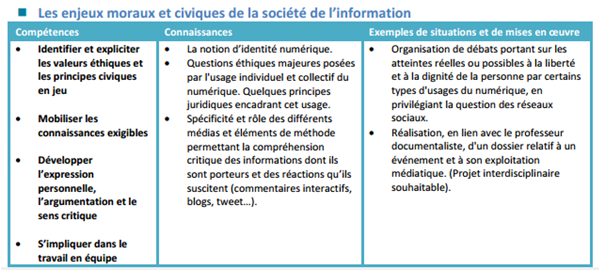 Les enjeux moraux et civiques de la société de l'information
Compétences
Connaissances
Exemples de situations et de mises en œuvre
• Identifier et expliciter
les valeurs éthiques et
les principes civiques
en jeu
• Mobiliser les
connaissances exigibles
• Développer
l'expression
personnelle,
l'argumentation et le
sens critique
• S'impliquer dans le
travail en équipe
• La notion d'identité numérique.
• Questions éthiques majeures posées
par l'usage individuel et collectif du
numérique. Quelques principes
juridiques encadrant cet usage.
• Spécificité et rôle des différents
médias et éléments de méthode
permettant la compréhension
critique des informations dont ils
sont porteurs et des réactions qu'ils
suscitent (commentaires interactifs,
blogs, tweet…).
• Organisation de débats portant sur les
atteintes réelles ou possibles à la liberté
et à la dignité de la personne par certains
types d'usages du numérique, en
privilégiant la question des réseaux
sociaux.
• Réalisation, en lien avec le professeur
documentaliste, d'un dossier relatif à un
événement et à son exploitation
médiatique. (Projet interdisciplinaire
souhaitable).